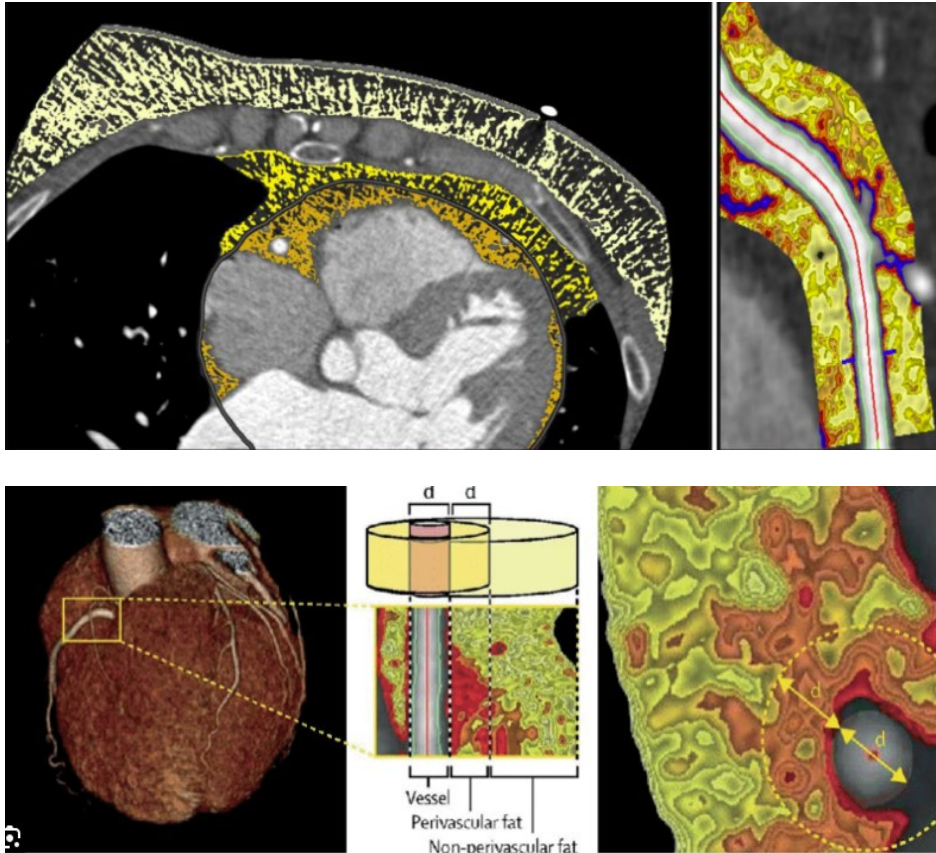 d d
Vessel
Perivascular fat
Non-perivascular fat
d
d